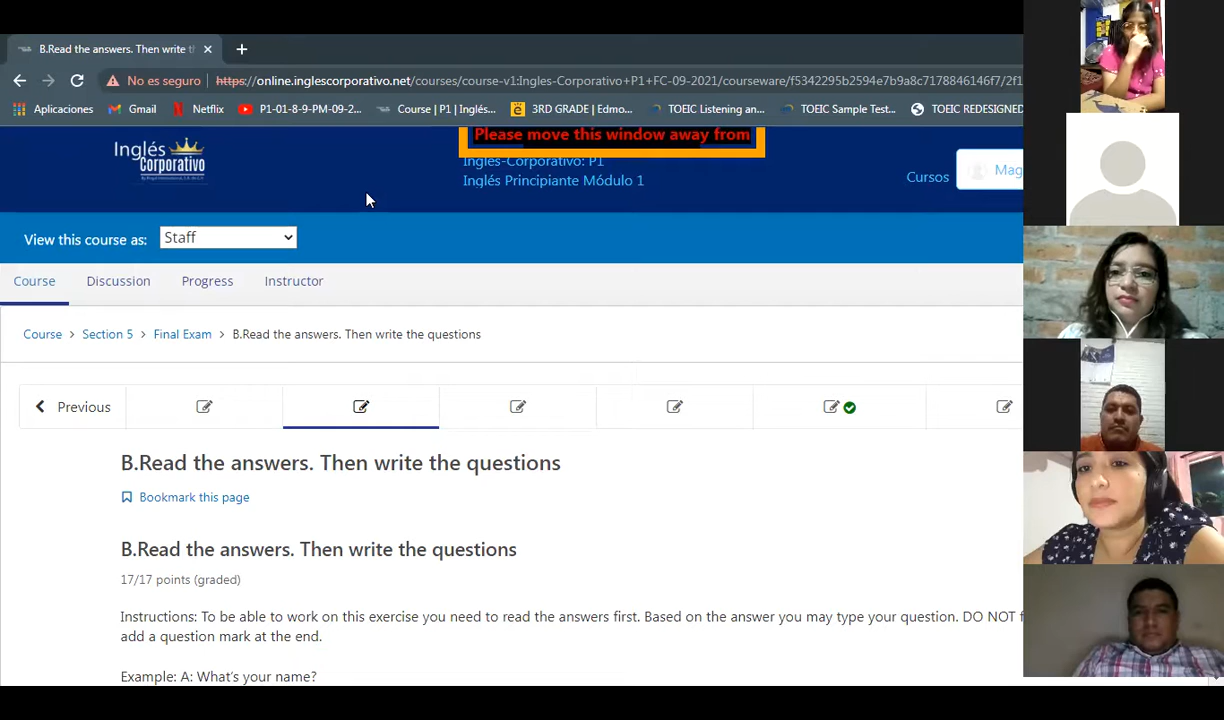 B.Read the answers. Then write t
No es seguro
https://online.inglescorporativo.net/courses/course-v1:Ingles-Corporativo+P1+FC-09-2021/courseware/f5342295b2594e7b9a8c7178846146f7/2f1
Aplicaciones Gmail Netflix P1-01-8-9-PM-09-2... Course | P1 | Inglés... 3RD GRADE | Edmo... TOEIC Listening an... TOEIC Sample Test... TOEIC REDESIGNED
Please move this window away from
Inglés Corporativo
Ingles-Corporativo: P1
Inglés Principiante Módulo 1
Cursos
Mag
View this course as: Staff
Course Discussion Progress Instructor
Course > Section 5 > Final Exam > B.Read the answers. Then write the questions
Previous
B.Read the answers. Then write the questions
Bookmark this page
B.Read the answers. Then write the questions
17/17 points (graded)
Instructions: To be able to work on this exercise you need to read the answers first. Based on the answer you may type your question. DO NOT f
add a question mark at the end.
Example: A: What's your name?